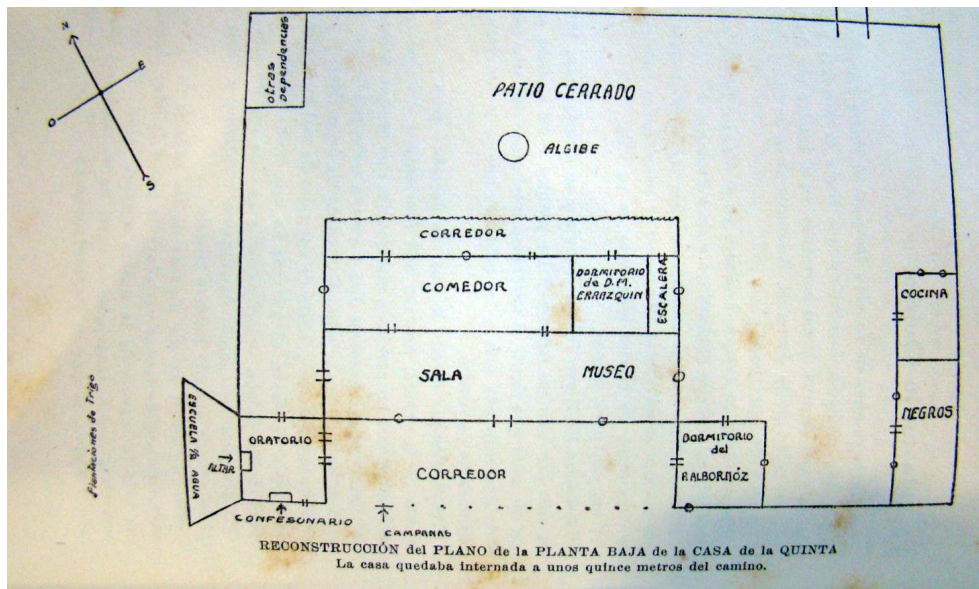 N
E
O
S
otras
dependencias
PATIO CERRADO
ALGIBE
CORREDOR
COMEDOR
DORMITORIO
de D. M.
ERRAZQUIN
ESCALERA
COCINA
SALA
MUSEO
NEGROS
Plantaciones de Trigo
ESCUELA ½ AGUA
ORATORIO
ALTAR
CORREDOR
DORMITORIO
del
P. ALBORNÓZ
CONFESONARIO
CAMPANAS
RECONSTRUCCIÓN del PLANO de la PLANTA BAJA de la CASA de la QUINTA
La casa quedaba internada a unos quince metros del camino.